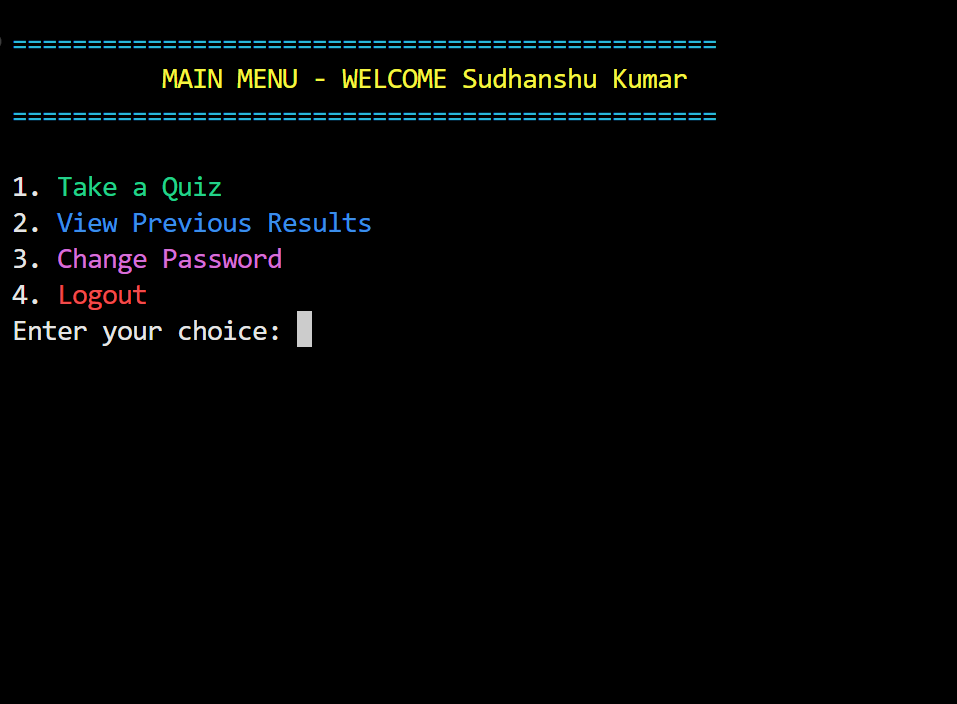 ===============================================
MAIN MENU - WELCOME Sudhanshu Kumar
===============================================
1. Take a Quiz
2. View Previous Results
3. Change Password
4. Logout
Enter your choice: